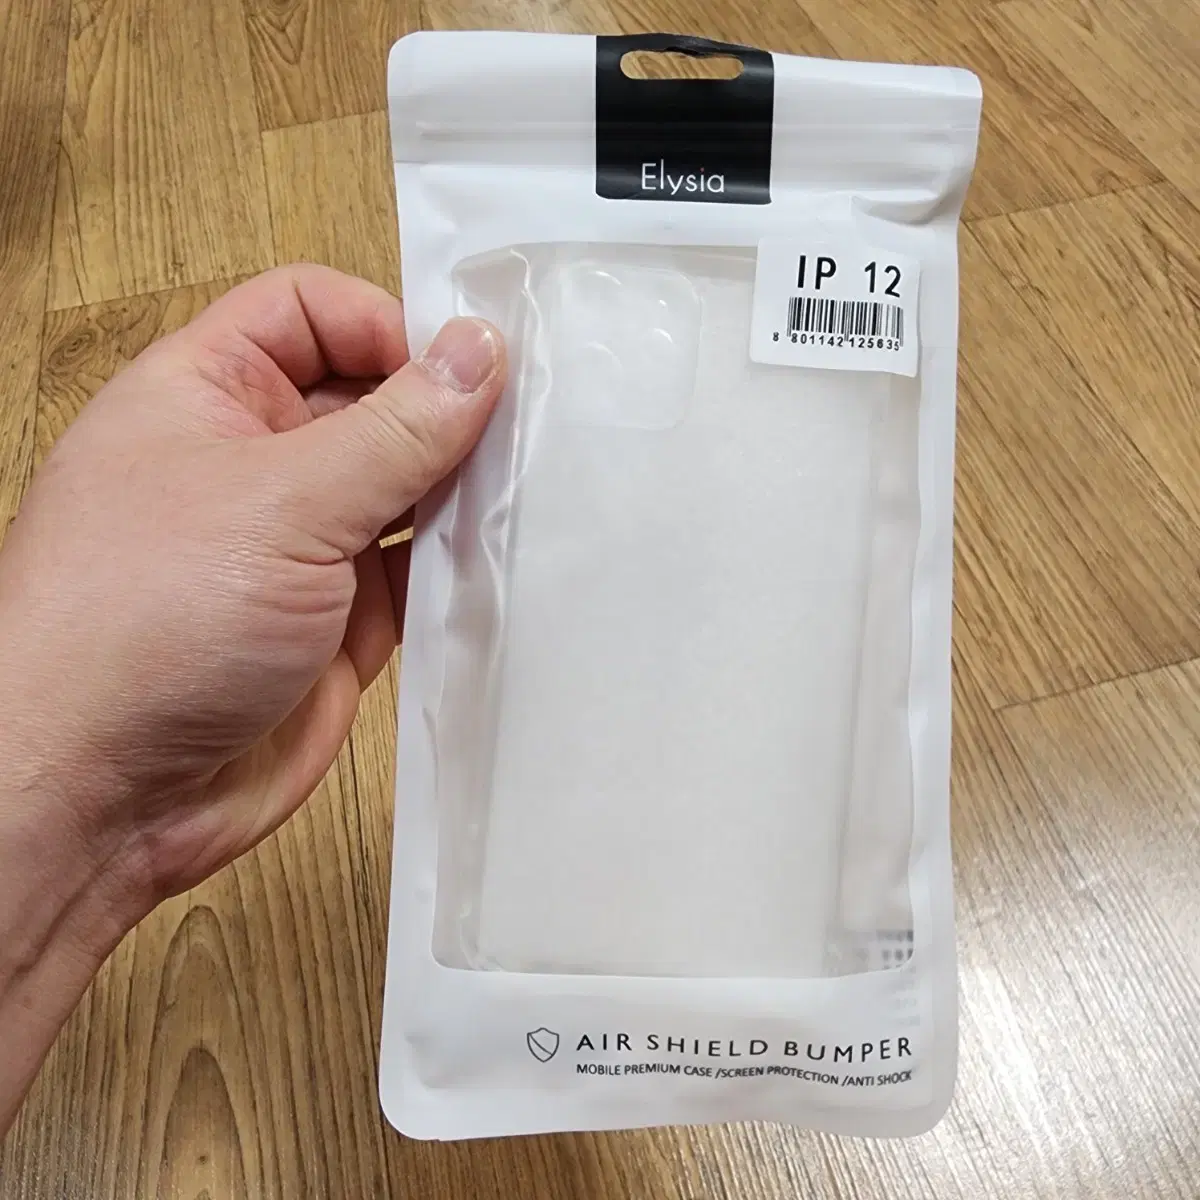 Elysia
IP 12
8 801142 125635
AIR SHIELD BUMPER
MOBILE PREMIUM CASE /SCREEN PROTECTION /ANTI SHOCK